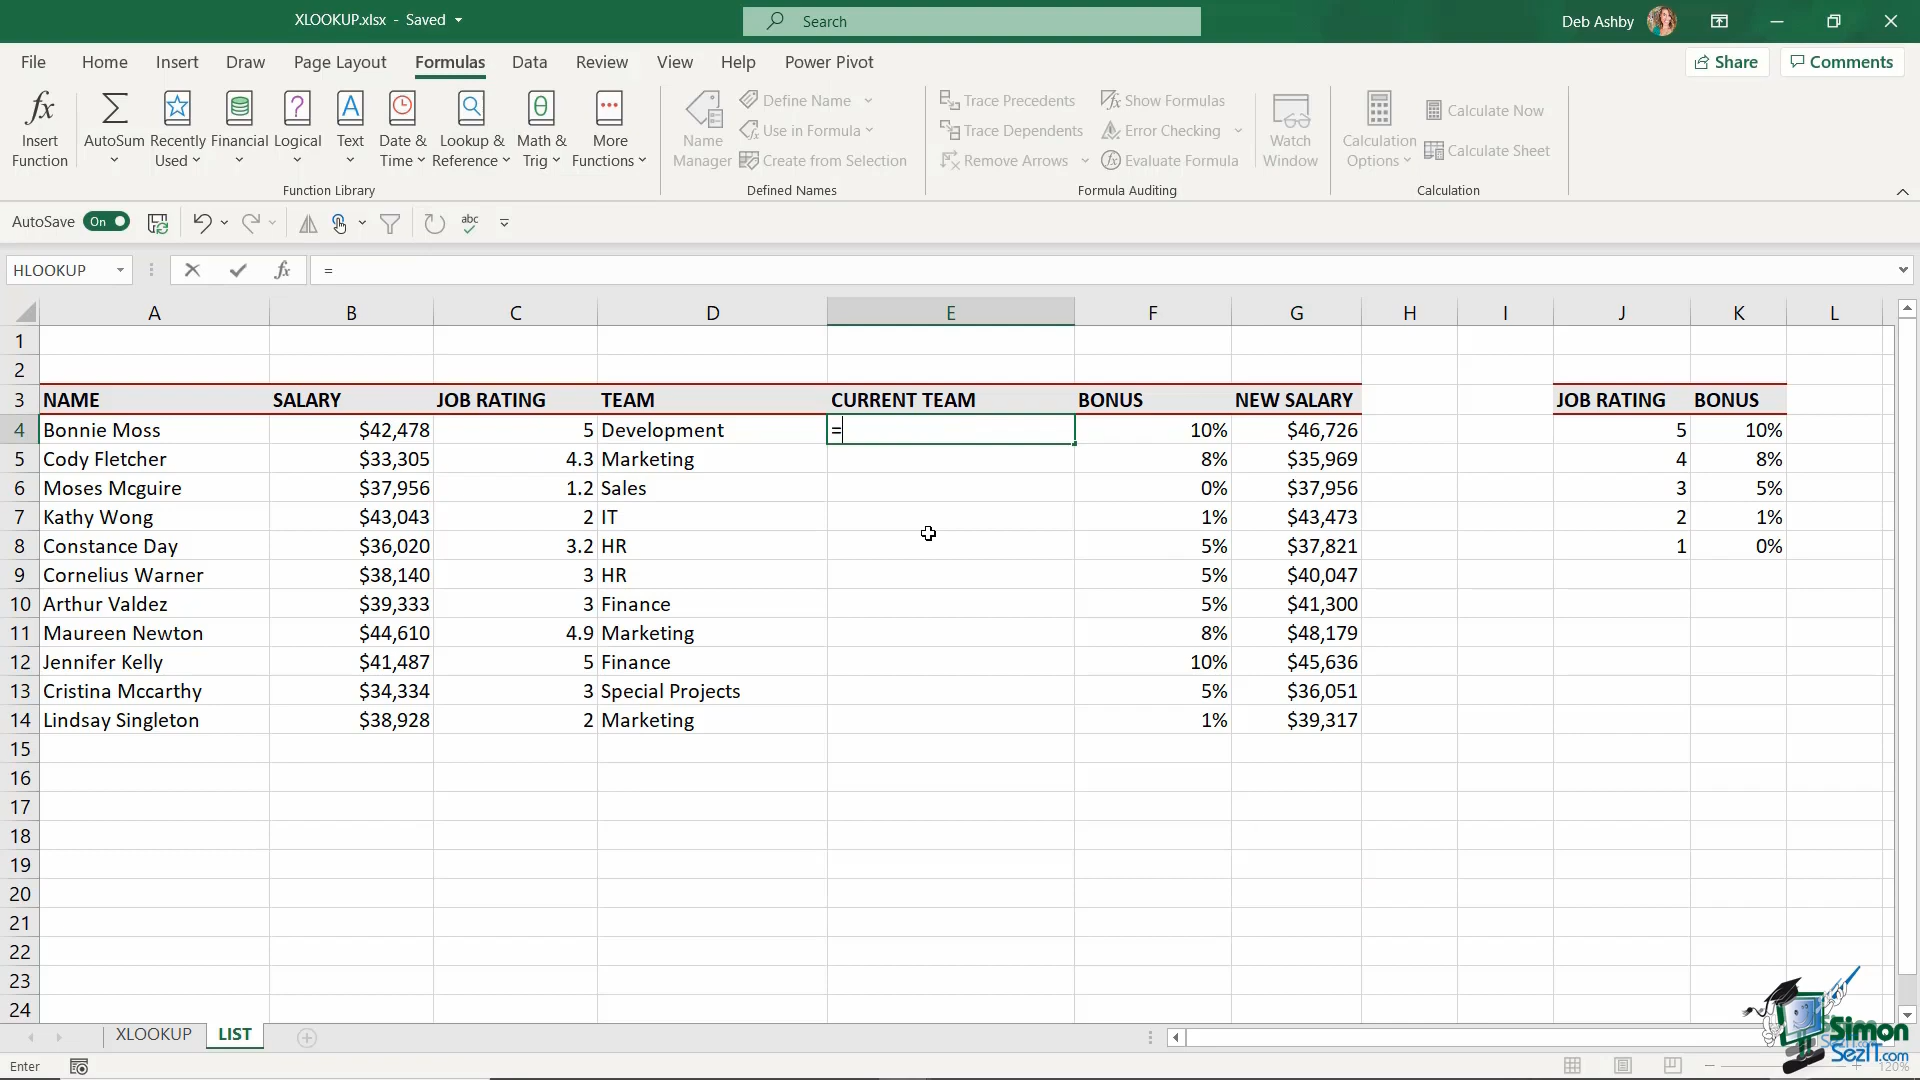 XLOOKUP.xlsx - Saved
Search
Deb Ashby
File Home Insert Draw Page Layout Formulas Data Review View Help Power Pivot
Share Comments
Insert Function
AutoSum
Recently Used
Financial
Logical
Text
Date & Time
Lookup & Reference
Math & Trig
More Functions
Function Library
Name Manager
Define Name
Use in Formula
Create from Selection
Defined Names
Trace Precedents
Trace Dependents
Remove Arrows
Show Formulas
Error Checking
Evaluate Formula
Formula Auditing
Watch Window
Calculation Options
Calculate Now
Calculate Sheet
Calculation
AutoSave On abc
HLOOKUP fx =
A B C D E F G H I J K L
1
2
3 NAME SALARY JOB RATING TEAM CURRENT TEAM BONUS NEW SALARY JOB RATING BONUS
4 Bonnie Moss $42,478 5 Development = 10% $46,726 5 10%
5 Cody Fletcher $33,305 4.3 Marketing 8% $35,969 4 8%
6 Moses Mcguire $37,956 1.2 Sales 0% $37,956 3 5%
7 Kathy Wong $43,043 2 IT 1% $43,473 2 1%
8 Constance Day $36,020 3.2 HR 5% $37,821 1 0%
9 Cornelius Warner $38,140 3 HR 5% $40,047
10 Arthur Valdez $39,333 3 Finance 5% $41,300
11 Maureen Newton $44,610 4.9 Marketing 8% $48,179
12 Jennifer Kelly $41,487 5 Finance 10% $45,636
13 Cristina Mccarthy $34,334 3 Special Projects 5% $36,051
14 Lindsay Singleton $38,928 2 Marketing 1% $39,317
15
16
17
18
19
20
21
22
23
24
XLOOKUP LIST
Simon
SezIT.com
Enter 120%